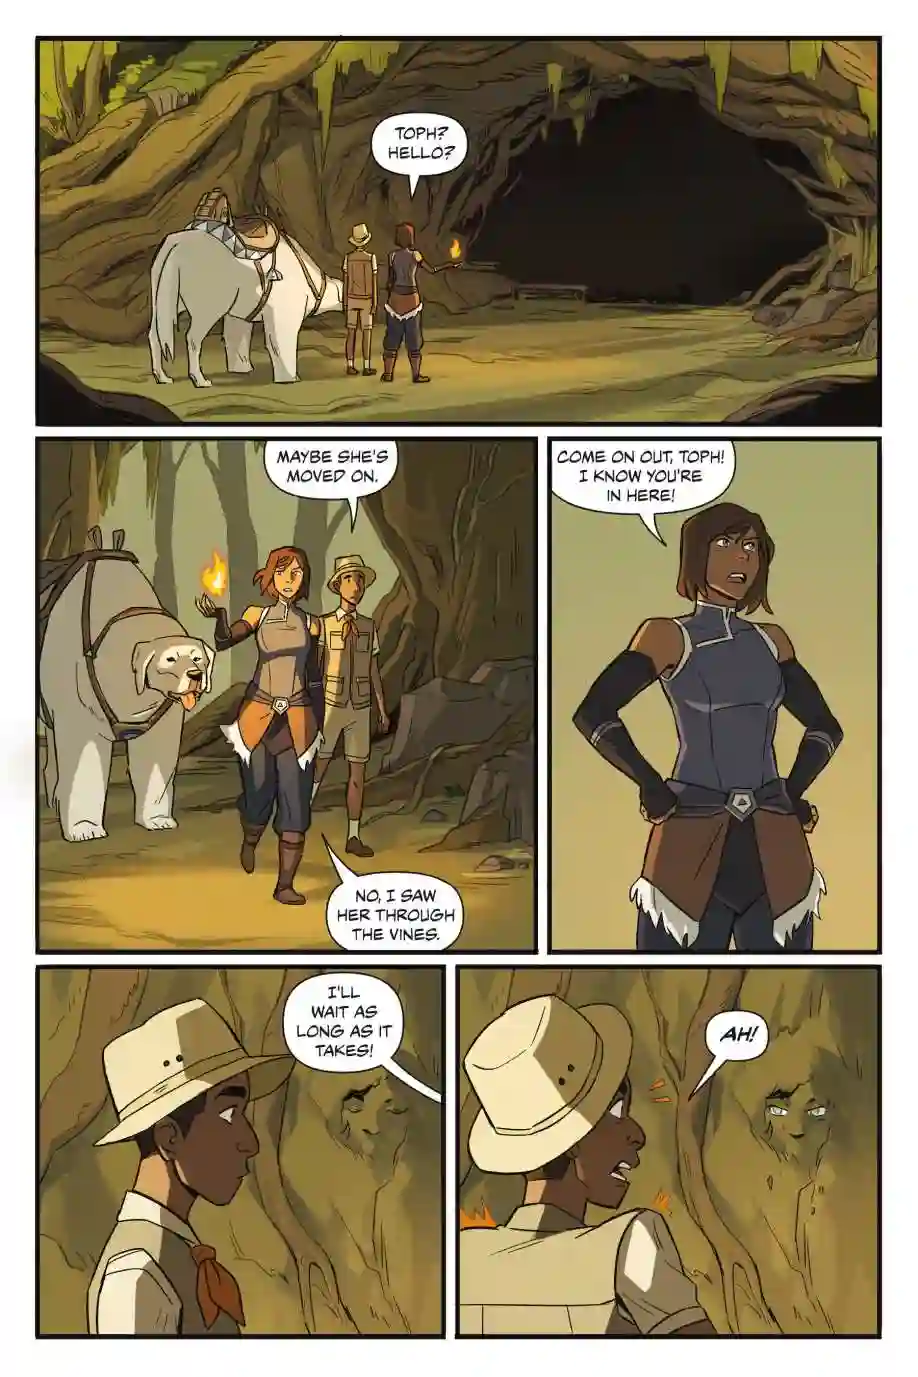 TOPH?
HELLO?
MAYBE SHE'S
MOVED ON.
NO, I SAW
HER THROUGH
THE VINES.
COME ON OUT, TOPH!
I KNOW YOU'RE
IN HERE!
I'LL
WAIT AS
LONG AS IT
TAKES!
AH!